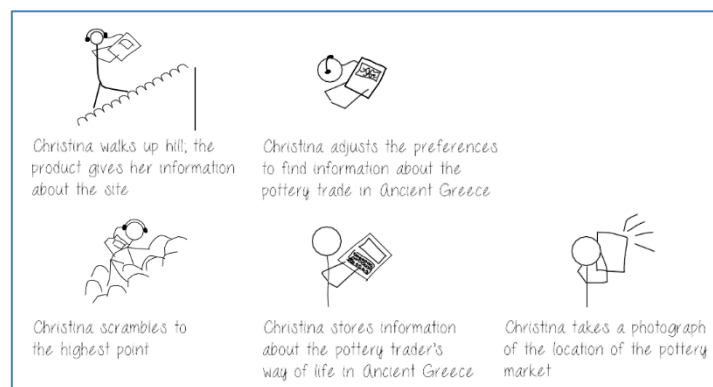 Christina walks up hill; the
product gives her information
about the site
Christina adjusts the preferences
to find information about the
pottery trade in Ancient Greece
Christina scrambles to
the highest point
Christina stores information
about the pottery trader's
way of life in Ancient Greece
Christina takes a photograph
of the location of the pottery
market